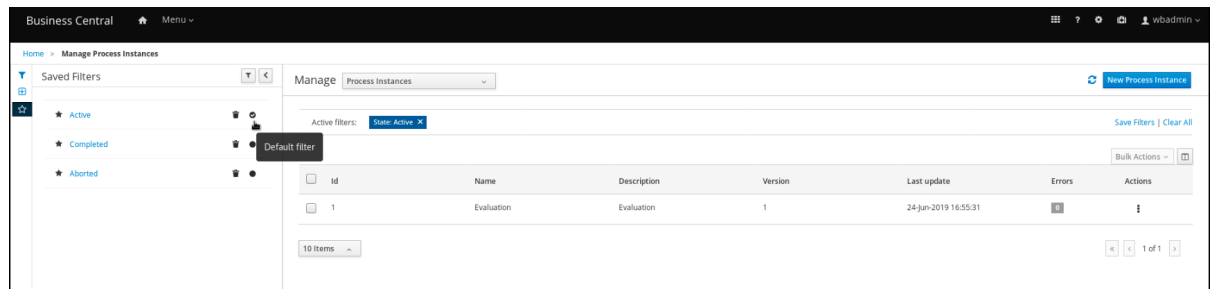 Business Central Menu ? wbadmin
Home > Manage Process Instances
Saved Filters
Active
Completed
Aborted
Default filter
Manage Process Instances New Process Instance
Active filters: State: Active X Save Filters | Clear All
Bulk Actions
Id Name Description Version Last update Errors Actions
1 Evaluation Evaluation 1 24-Jun-2019 16:55:31 0
10 Items « < 1 of 1 >